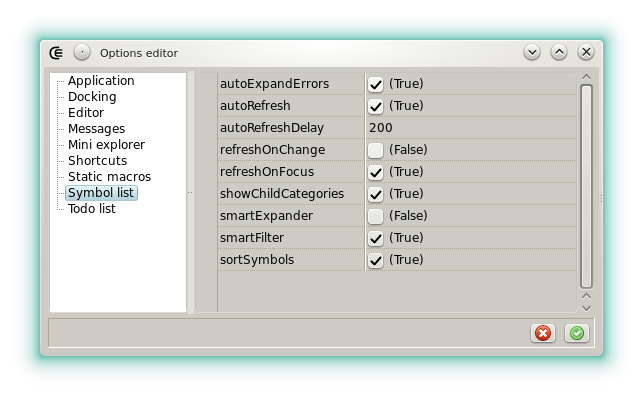 Options editor
Application
Docking
Editor
Messages
Mini explorer
Shortcuts
Static macros
Symbol list
Todo list
autoExpandErrors (True)
autoRefresh (True)
autoRefreshDelay 200
refreshOnChange (False)
refreshOnFocus (True)
showChildCategories (True)
smartExpander (False)
smartFilter (True)
sortSymbols (True)